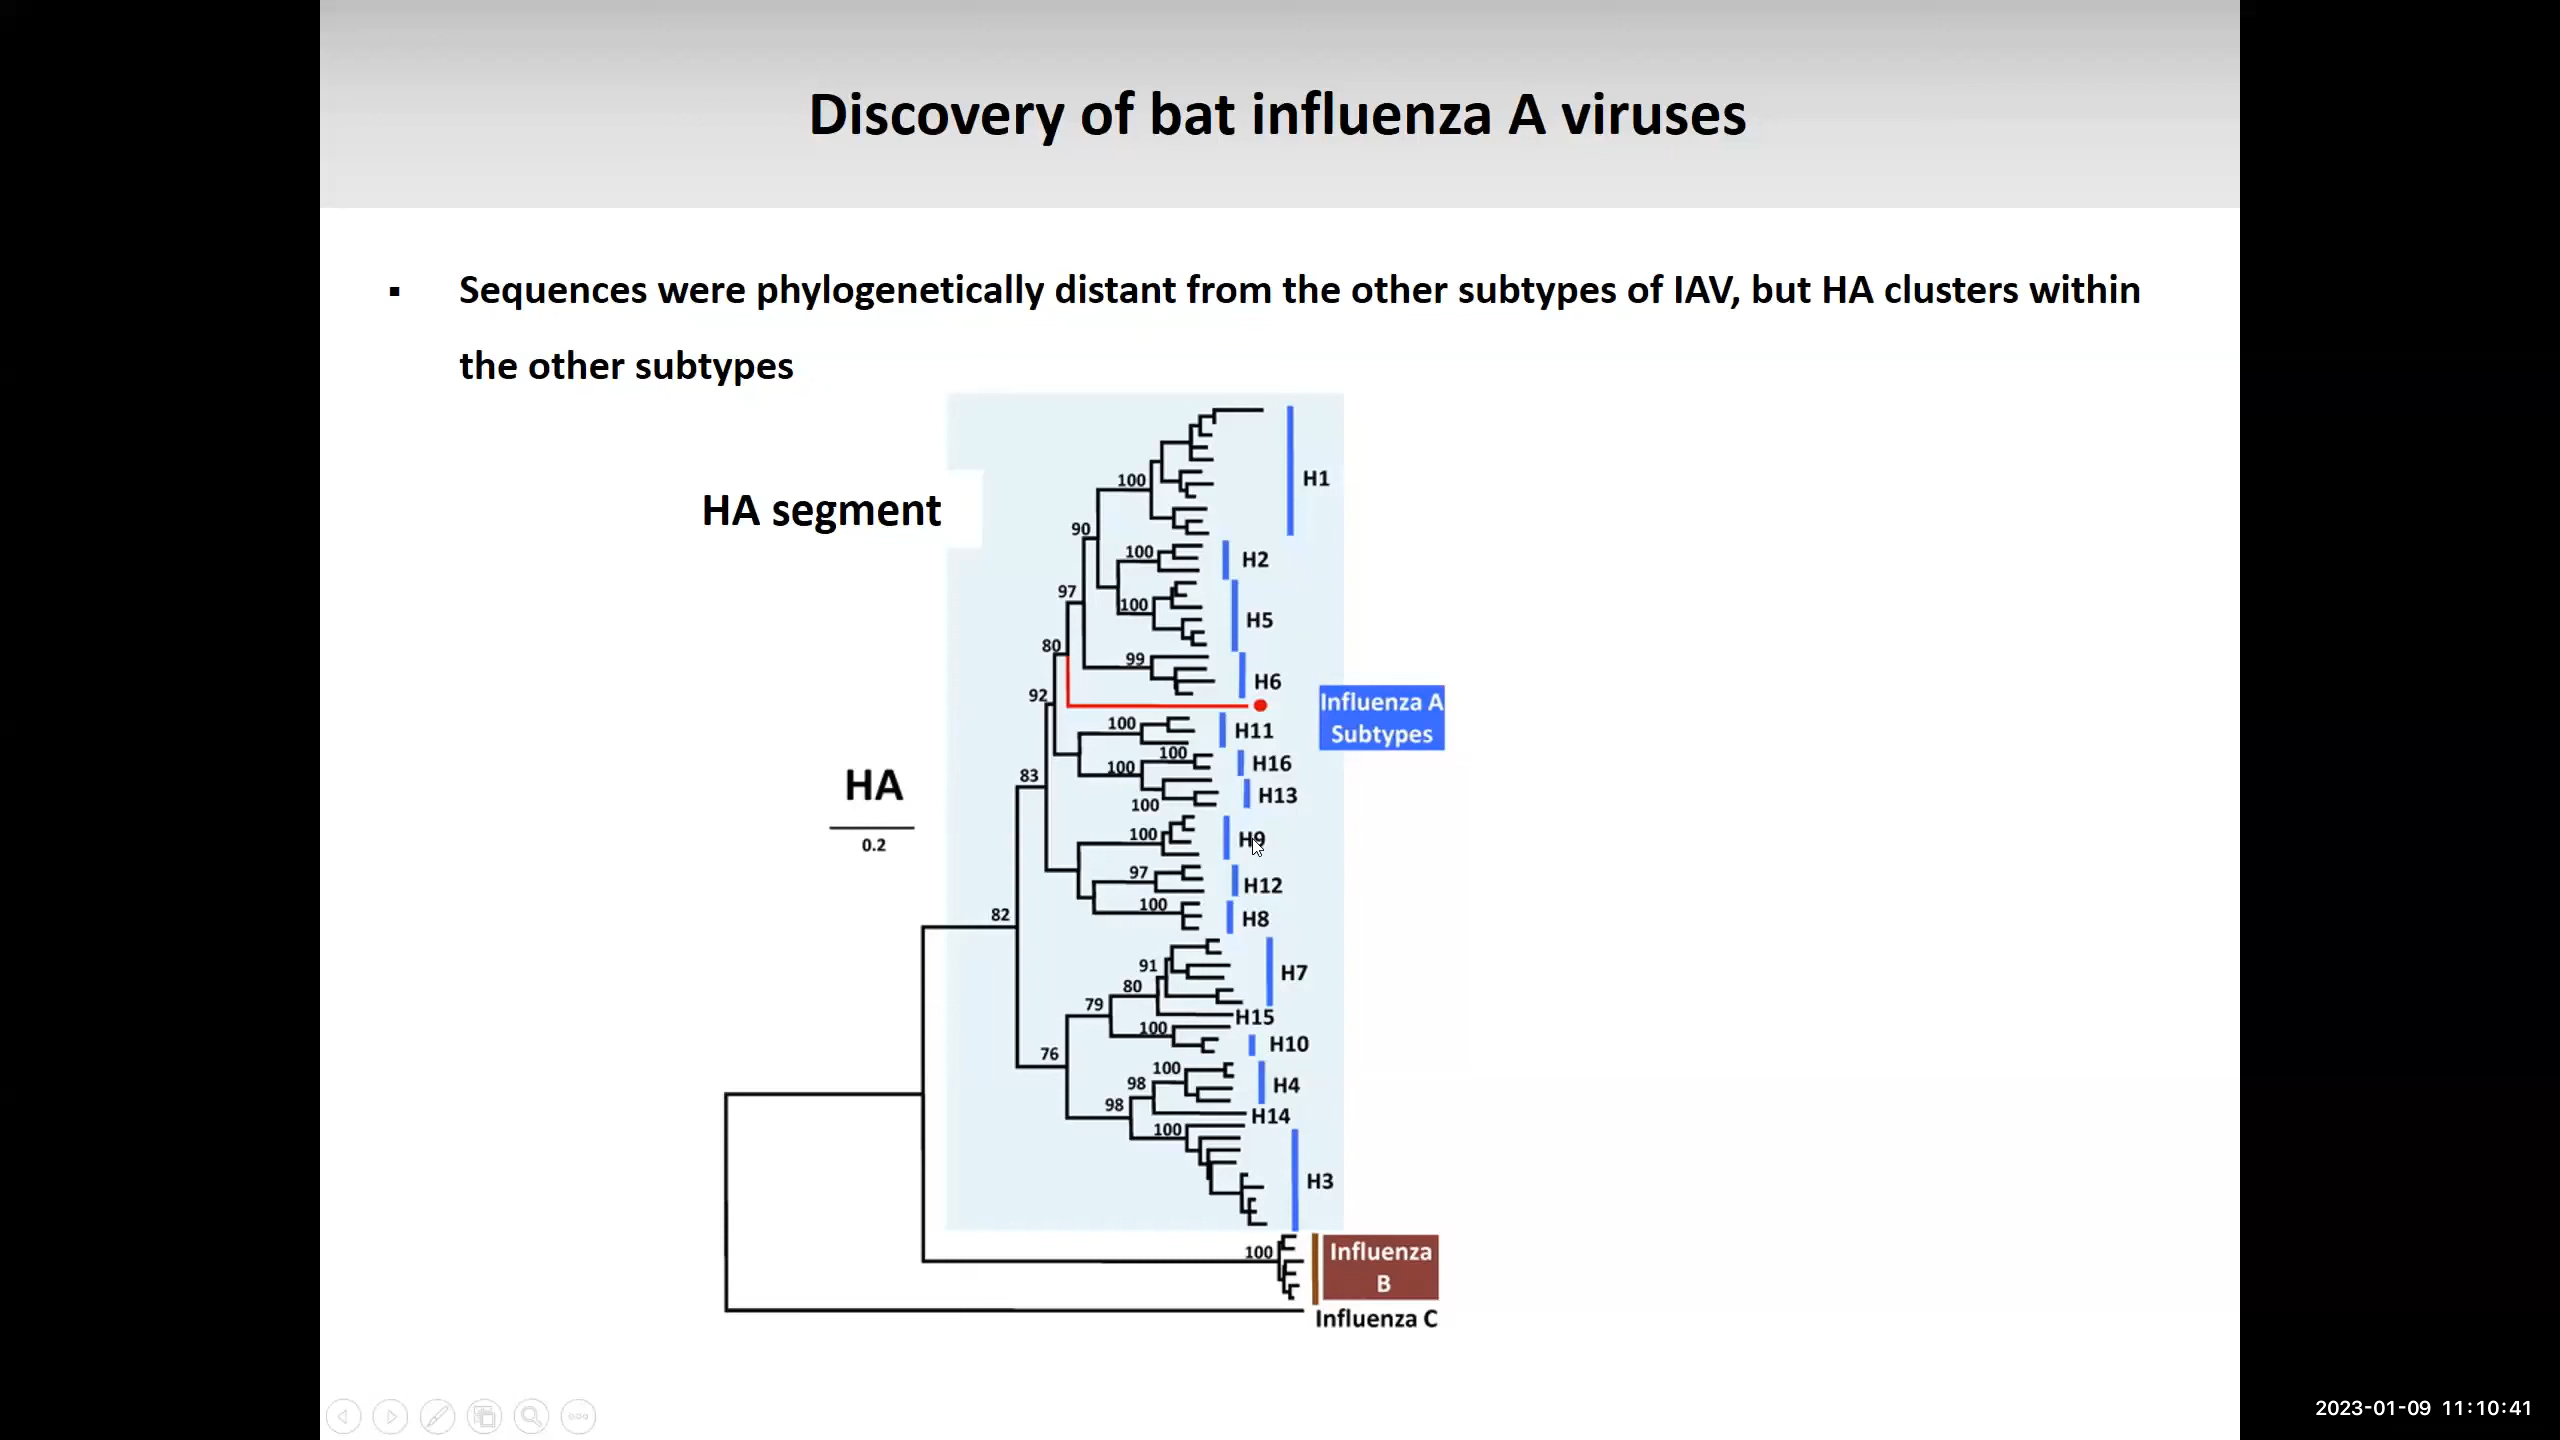 Discovery of bat influenza A viruses
▪ Sequences were phylogenetically distant from the other subtypes of IAV, but HA clusters within
the other subtypes
HA segment
100
H1
90
100
H2
97
100
H5
80
99
H6
92
Influenza A
Subtypes
100
H11
100
H16
100
83
HA
H13
100
0.2
100
H9
97
H12
100
H8
82
91
H7
80
79
H15
100
H10
76
100
H4
98
98
H14
100
H3
100
Influenza
B
Influenza C
2023-01-09 11:10:41